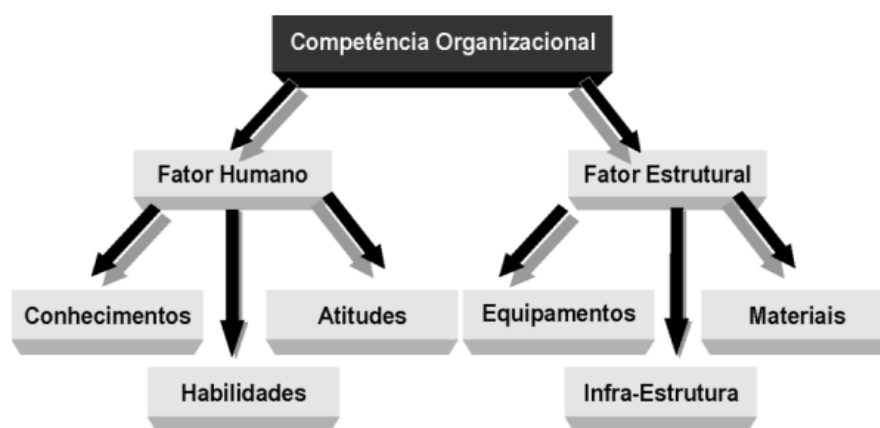 Competência Organizacional
Fator Humano
Fator Estrutural
Conhecimentos
Atitudes
Equipamentos
Materiais
Habilidades
Infra-Estrutura